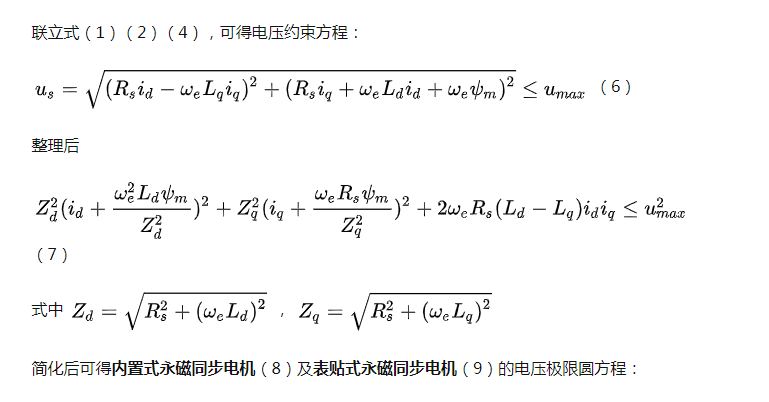 联立式（1）（2）（4），可得电压约束方程：
$u_s = \sqrt{(R_s i_d - \omega_e L_q i_q)^2 + (R_s i_q + \omega_e L_d i_d + \omega_e \psi_m)^2} \leq u_{max}$（6）
整理后
$Z_d^2 (i_d + \frac{\omega_e^2 L_d \psi_m}{Z_d^2})^2 + Z_q^2 (i_q + \frac{\omega_e R_s \psi_m}{Z_q^2})^2 + 2\omega_e R_s (L_d - L_q) i_d i_q \leq u_{max}^2$
（7）
式中 $Z_d = \sqrt{R_s^2 + (\omega_e L_d)^2}$ ，$Z_q = \sqrt{R_s^2 + (\omega_e L_q)^2}$
简化后可得内置式永磁同步电机（8）及表贴式永磁同步电机（9）的电压极限圆方程：